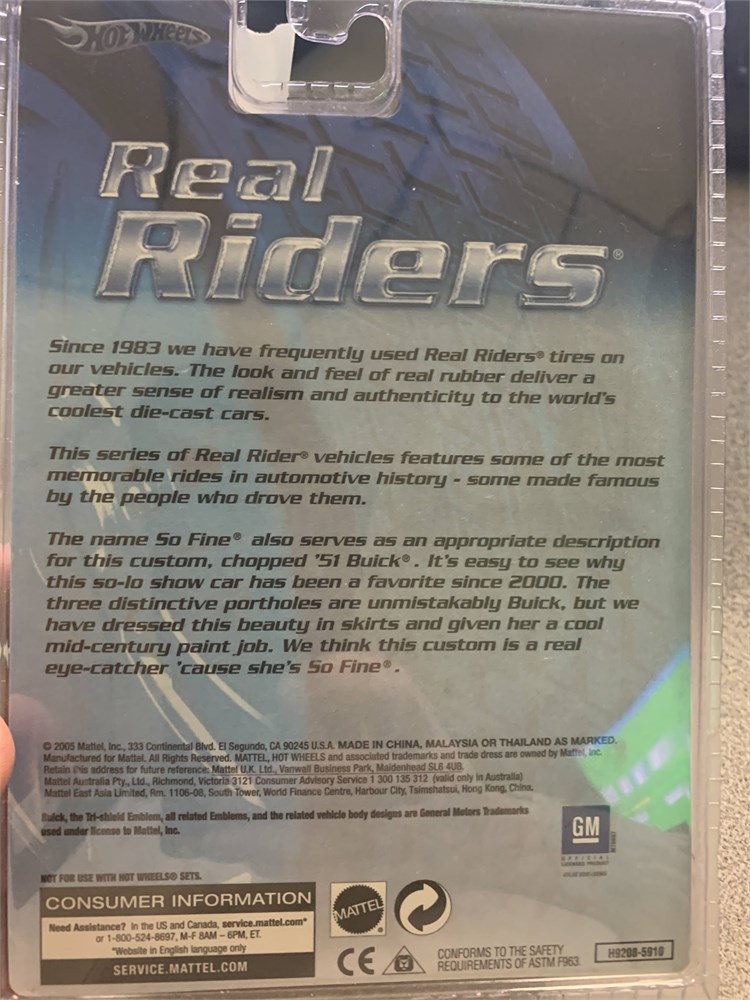 HOT WHEELS
Real
Riders®
Since 1983 we have frequently used Real Riders® tires on
our vehicles. The look and feel of real rubber deliver a
greater sense of realism and authenticity to the world's
coolest die-cast cars.
This series of Real Rider® vehicles features some of the most
memorable rides in automotive history - some made famous
by the people who drove them.
The name So Fine® also serves as an appropriate description
for this custom, chopped '51 Buick®. It's easy to see why
this so-lo show car has been a favorite since 2000. The
three distinctive portholes are unmistakably Buick, but we
have dressed this beauty in skirts and given her a cool
mid-century paint job. We think this custom is a real
eye-catcher 'cause she's So Fine®.
© 2005 Mattel, Inc., 333 Continental Blvd. El Segundo, CA 90245 U.S.A. MADE IN CHINA, MALAYSIA OR THAILAND AS MARKED.
Manufactured for Mattel. All Rights Reserved. MATTEL, HOT WHEELS and associated trademarks and trade dress are owned by Mattel, Inc.
Retain this address for future reference: Mattel U.K. Ltd., Vanwall Business Park, Maidenhead SL6 4UB.
Mattel Australia Pty., Ltd., Richmond, Victoria 3121 Consumer Advisory Service 1 300 135 312 (valid only in Australia)
Mattel East Asia Limited, Rm. 1106-08, South Tower, World Finance Centre, Harbour City, Tsimshatsui, Hong Kong, China.
Buick, the Tri-shield Emblem, all related Emblems, and the related vehicle body designs are General Motors Trademarks
used under license to Mattel, Inc.
GM
OFFICIAL
LICENSED PRODUCT
NOT FOR USE WITH HOT WHEELS® SETS.
CONSUMER INFORMATION
Need Assistance? In the US and Canada, service.mattel.com*
or 1-800-524-8697, M-F 8AM – 6PM, ET.
*Website in English language only
SERVICE.MATTEL.COM
MATTEL®
CE
CONFORMS TO THE SAFETY
REQUIREMENTS OF ASTM F963.
H9208-5910